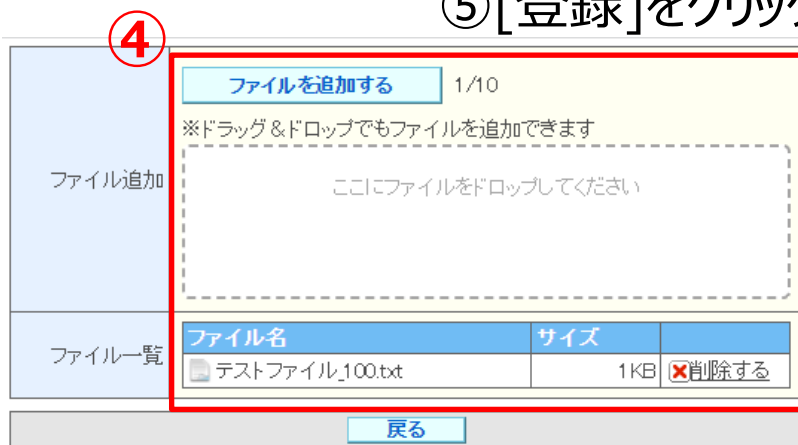 ⑤[登録]をクリック
④
ファイルを追加する 1/10
※ドラッグ&ドロップでもファイルを追加できます
ファイル追加
ここにファイルをドロップしてください
ファイル一覧
ファイル名 サイズ
テストファイル_100.txt 1KB 削除する
戻る